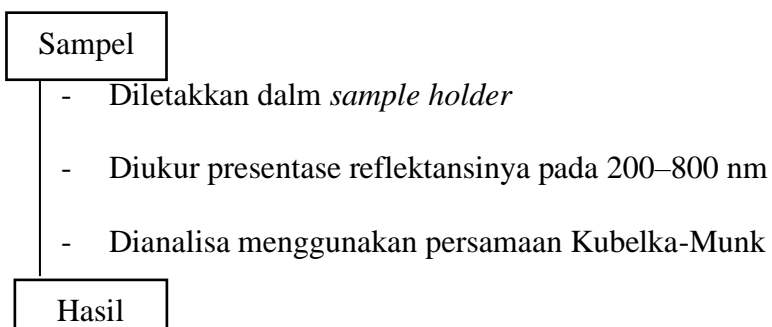 Sampel
- Diletakkan dalm sample holder
- Diukur presentase reflektansinya pada 200–800 nm
- Dianalisa menggunakan persamaan Kubelka-Munk
Hasil